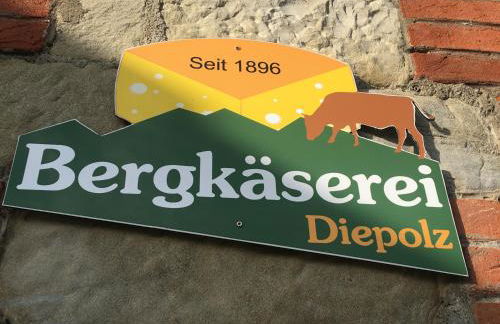 Seit 1896
Bergkäserei
Diepolz